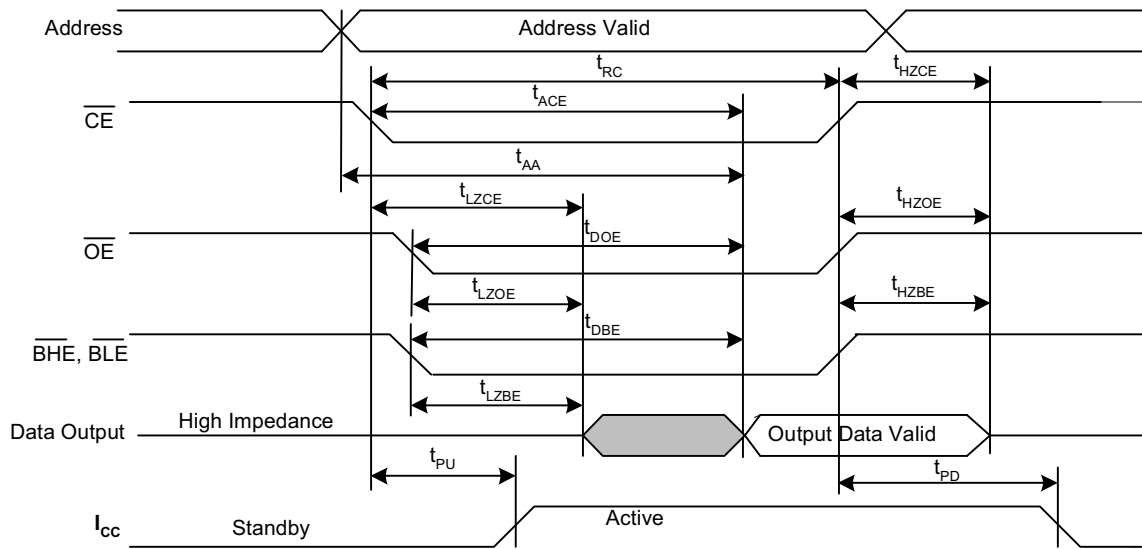 Address
Address Valid
tRC
tHZCE
tACE
CE
tAA
tLZCE
tHZOE
OE
tDOE
tLZOE
tHZBE
tDBE
BHE, BLE
tLZBE
Data Output
High Impedance
Output Data Valid
tPU
tPD
ICC
Standby
Active